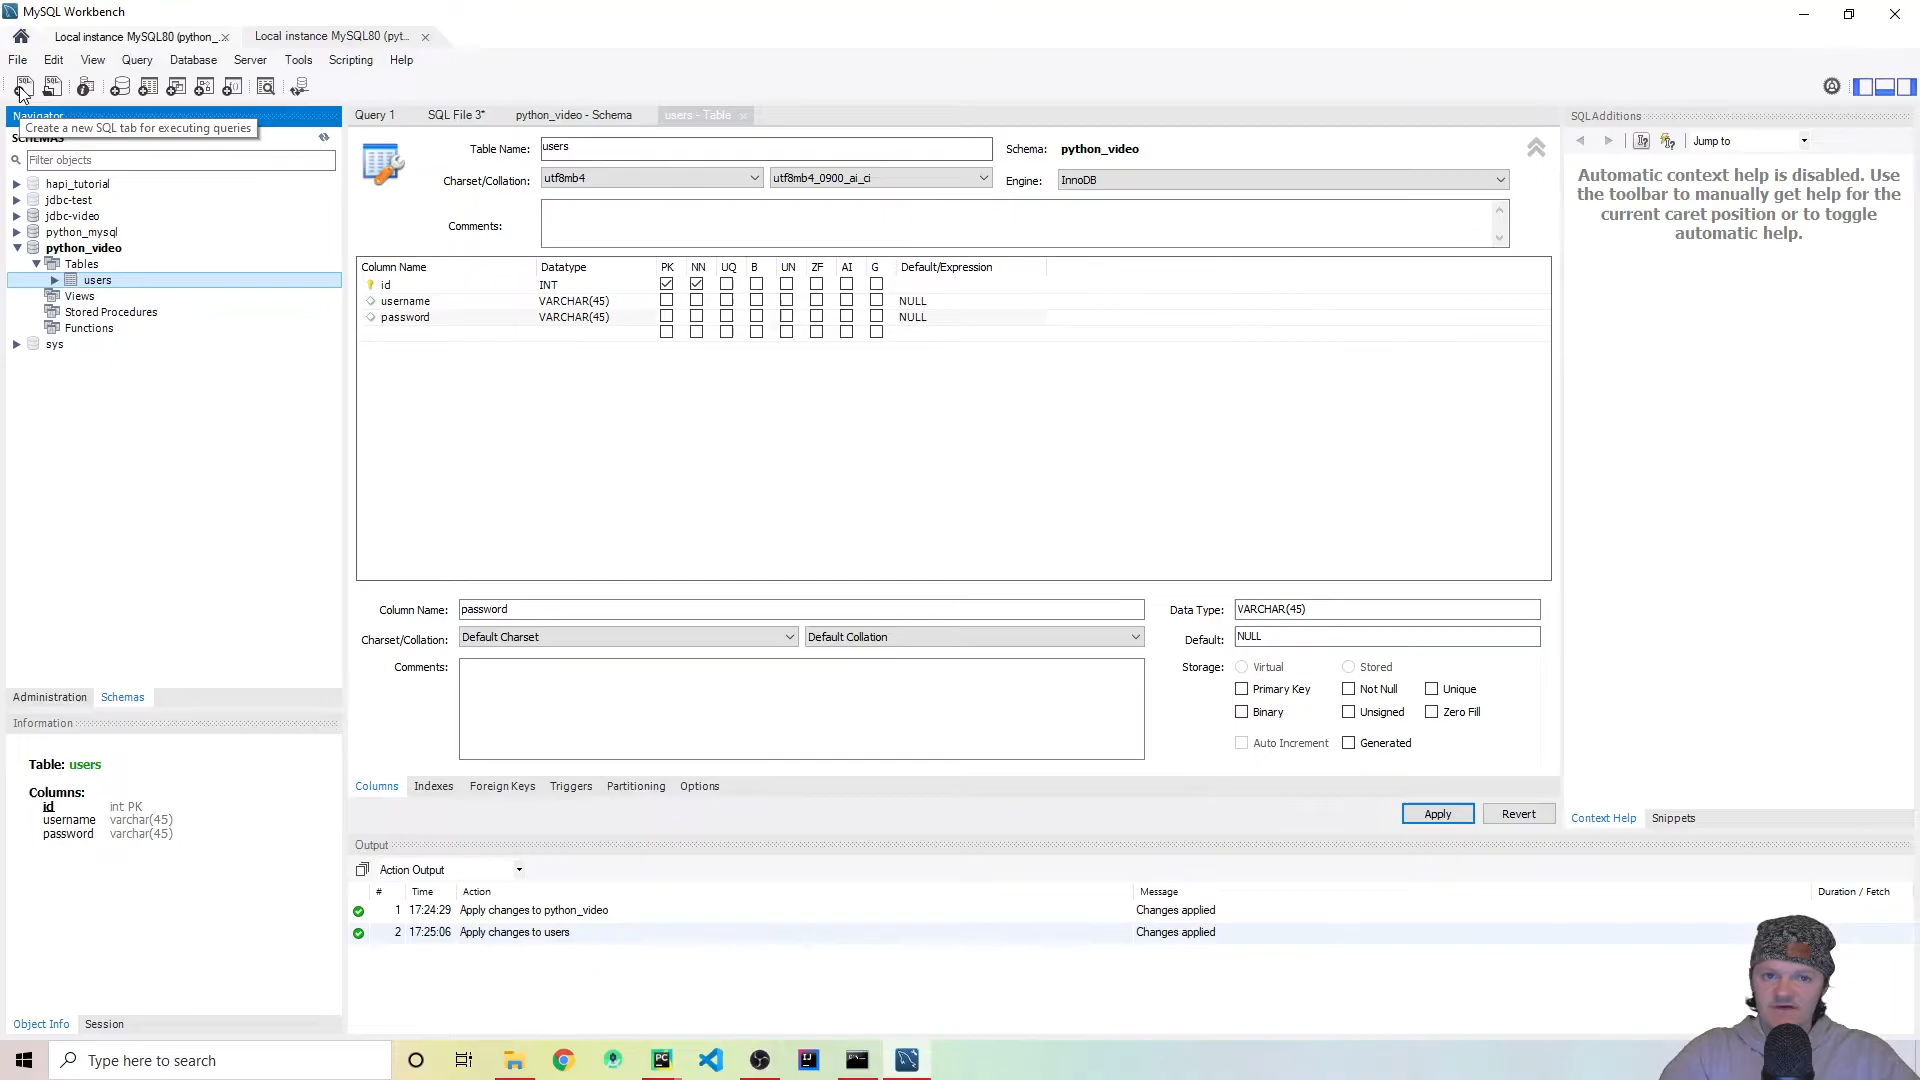 MySQL Workbench
Local instance MySQL80 (python_... x
Local instance MySQL80 (pyt... x
File Edit View Query Database Server Tools Scripting Help
Navigator
Create a new SQL tab for executing queries
SCHEMAS
Filter objects
hapi_tutorial
jdbc-test
jdbc-video
python_mysql
python_video
Tables
users
Views
Stored Procedures
Functions
sys
Administration Schemas
Information
Table: users
Columns:
id int PK
username varchar(45)
password varchar(45)
Object Info Session
Query 1 SQL File 3* python_video - Schema users - Table x
Table Name: users Schema: python_video
Charset/Collation: utf8mb4 utf8mb4_0900_ai_ci Engine: InnoDB
Comments:
Column Name Datatype PK NN UQ B UN ZF AI G Default/Expression
id INT
username VARCHAR(45) NULL
password VARCHAR(45) NULL
Column Name: password Data Type: VARCHAR(45)
Charset/Collation: Default Charset Default Collation Default: NULL
Comments: Storage: Virtual Stored
Primary Key Not Null Unique
Binary Unsigned Zero Fill
Auto Increment Generated
Columns Indexes Foreign Keys Triggers Partitioning Options
Apply Revert
Output
Action Output
# Time Action Message Duration / Fetch
1 17:24:29 Apply changes to python_video Changes applied
2 17:25:06 Apply changes to users Changes applied
SQLAdditions
Jump to
Automatic context help is disabled. Use
the toolbar to manually get help for the
current caret position or to toggle
automatic help.
Context Help Snippets
Type here to search